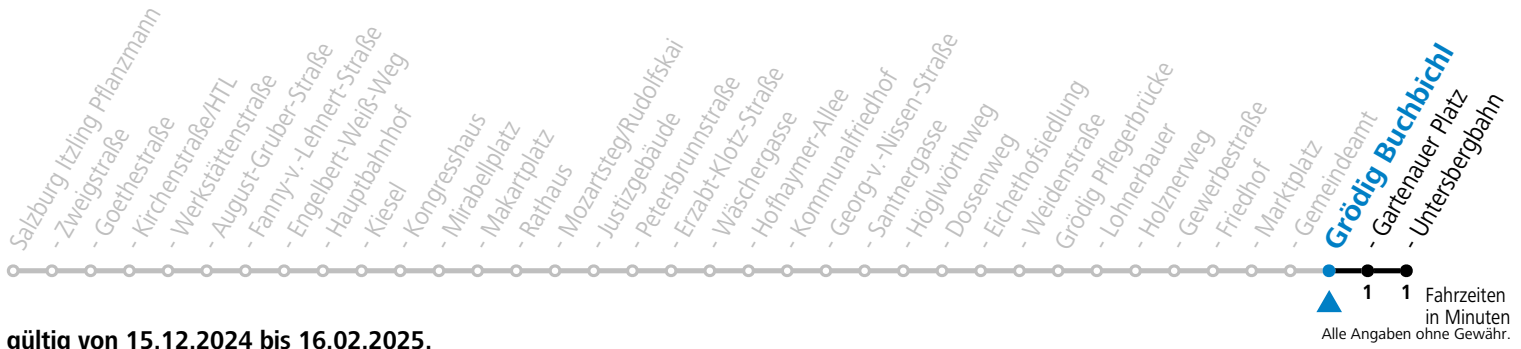 Salzburg Itzling Pflanzmann
- Zweigstraße
- Goethestraße
- Kirchenstraße/HTL
- Werkstättenstraße
August-Gruber-Straße
- Fanny-v.-Lehnert-Straße
- Engelbert-Weiß-Weg
- Hauptbahnhof
- Kiesel
- Kongresshaus
- Mirabellplatz
- Makartplatz
- Rathaus
- Mozartsteg/Rudolfskai
- Justizgebäude
- Petersbrunnstraße
- Erzabt-Klotz-Straße
Wäschergasse
- Hofhaymer-Allee
- Kommunalfriedhof
- Georg-v.-Nissen-Straße
- Santnergasse
- Höglwörthweg
- Dossenweg
- Eichethofsiedlung
- Weidenstraße
Grödig Pflegerbrücke
- Lohnerbauer
- Holznerweg
- Gewerbestraße
- Friedhof
- Marktplatz
- Gemeindeamt
Grödig Buchbichl
- Gartenauer Platz
- Untersbergbahn
1 1 Fahrzeiten
in Minuten
Alle Angaben ohne Gewähr.
gültig von 15.12.2024 bis 16.02.2025.